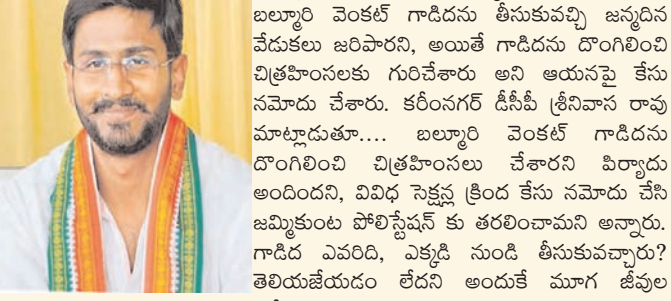 బల్మూరి వెంకట్ గాడిదను తీసుకువచ్చి జన్మదిన
వేడుకలు జరిపారని, అయితే గాడిదను దొంగిలించి
చిత్రహింసలకు గురిచేశారు అని ఆయనపై కేసు
నమోదు చేశారు. కరీంనగర్ డీసీపీ శ్రీనివాస రావు
మాట్లాడుతూ.... బల్మూరి వెంకట్ గాడిదను
దొంగిలించి చిత్రహింసలు చేశారని పిర్యాదు
అందిందని, వివిధ సెక్షన్ల క్రింద కేసు నమోదు చేసి
జమ్మికుంట పోలిస్టేషన్ కు తరలించామని అన్నారు.
గాడిద ఎవరిది, ఎక్కడి నుండి తీసుకువచ్చారు?
తెలియజేయడం లేదని అందుకే మూగ జీవుల